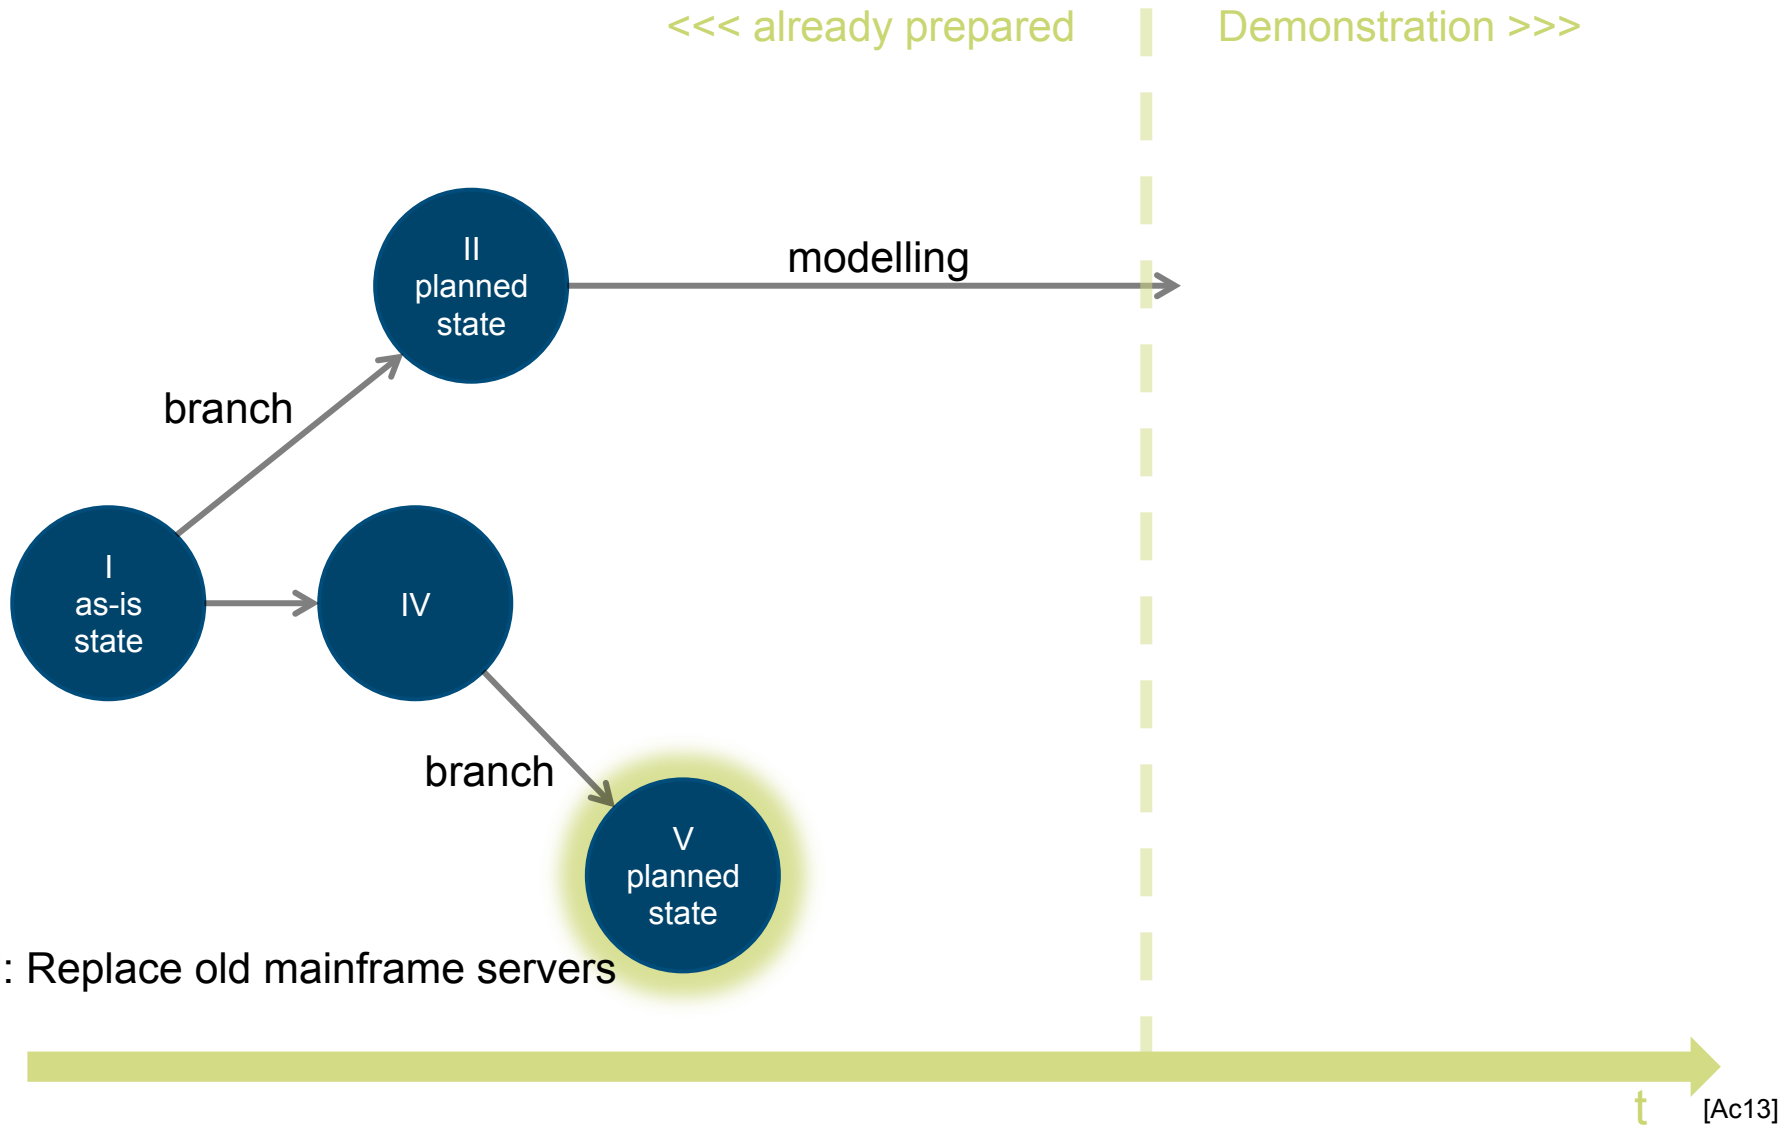 <<< already prepared
Demonstration >>>
II
planned
state
modelling
branch
I
as-is
state
IV
branch
V
planned
state
: Replace old mainframe servers
t
[Ac13]